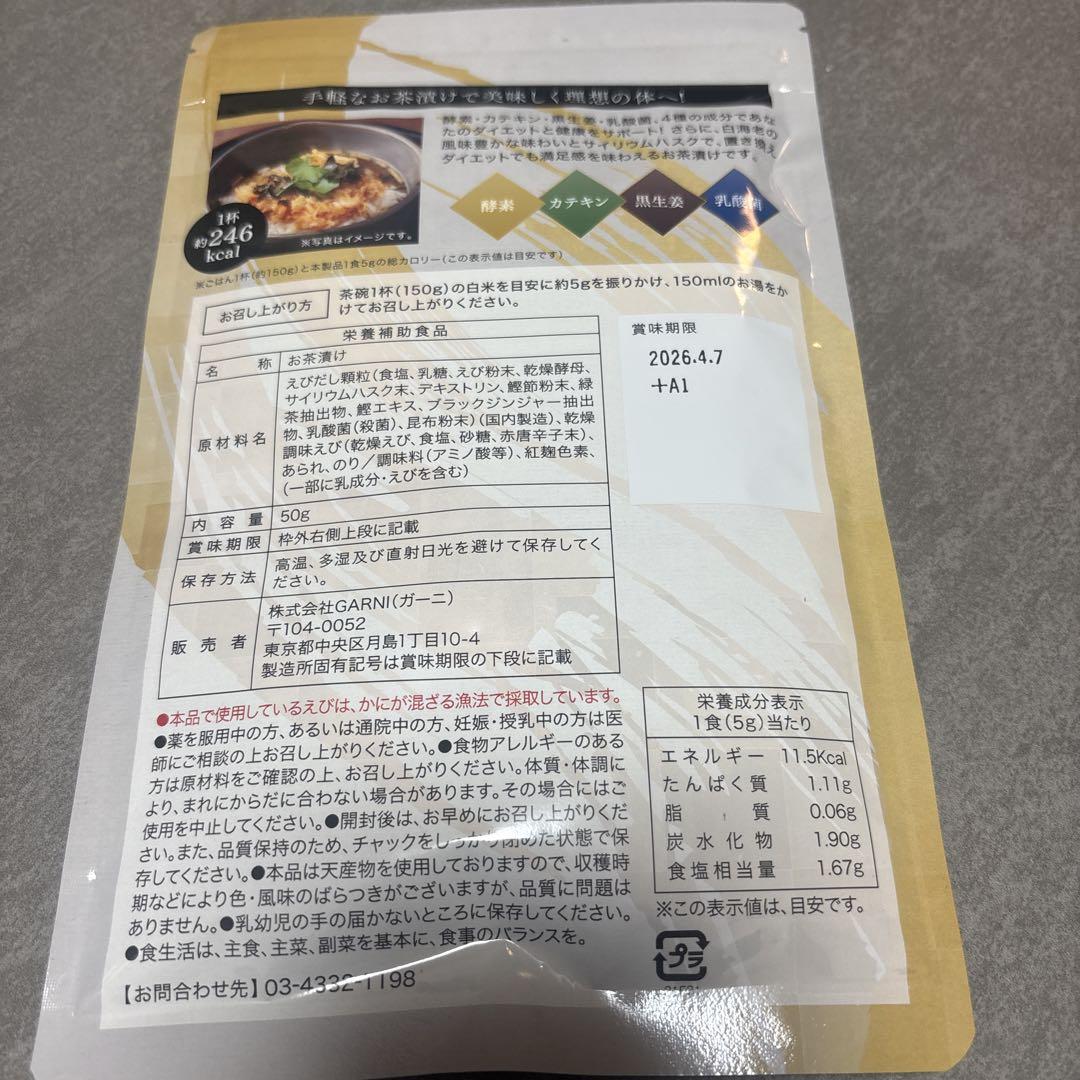 手軽なお茶漬けで美味しく理想の体へ!
酵素・カテキン・黒生姜・乳酸菌、4種の成分であな
たのダイエットと健康をサポート! さらに、白海老の
風味豊かな味わいとサイリウムハスクで、置き換え
ダイエットでも満足感を味わえるお茶漬けです。
酵素
カテキン
黒生姜
乳酸菌
1杯
約246
kcal
※写真はイメージです。
※ごはん1杯(約150g)と本製品1食5gの総カロリー(この表示値は目安です)
お召し上がり方
茶碗1杯(150g)の白米を目安に約5gを振りかけ、150mlのお湯をか
けてお召し上がりください。
栄養補助食品
名称 お茶漬け
原材料名
えびだし顆粒(食塩、乳糖、えび粉末、乾燥酵母、
サイリウムハスク末、デキストリン、鰹節粉末、緑
茶抽出物、鰹エキス、ブラックジンジャー抽出
物、乳酸菌(殺菌)、昆布粉末)(国内製造)、乾燥
調味えび(乾燥えび、食塩、砂糖、赤唐辛子末)、
あられ、のり/調味料(アミノ酸等)、紅麹色素、
(一部に乳成分・えびを含む)
内容量 50g
賞味期限 枠外右側上段に記載
保存方法
高温、多湿及び直射日光を避けて保存してく
ださい。
販売者
株式会社GARNI(ガーニ)
〒104-0052
東京都中央区月島1丁目10-4
製造所固有記号は賞味期限の下段に記載
賞味期限
2026.4.7
+A1
●本品で使用しているえびは、かにが混ざる漁法で採取しています。
●薬を服用中の方、あるいは通院中の方、妊娠・授乳中の方は医
師にご相談の上お召し上がりください。●食物アレルギーのある
方は原材料をご確認の上、お召し上がりください。体質・体調に
より、まれにからだに合わない場合があります。その場合にはご
使用を中止してください。●開封後は、お早めにお召し上がりくだ
さい。また、品質保持のため、チャックをしっかり閉めた状態で保
存してください。●本品は天産物を使用しておりますので、収穫時
期などにより色・風味のばらつきがございますが、品質に問題は
ありません。●乳幼児の手の届かないところに保存してください。
●食生活は、主食、主菜、副菜を基本に、食事のバランスを。
【お問合わせ先】03-4332-1198
栄養成分表示
1食(5g)当たり
エネルギー 11.5Kcal
たんぱく質 1.11g
脂質 0.06g
炭水化物 1.90g
食塩相当量 1.67g
※この表示値は、目安です。
プラ